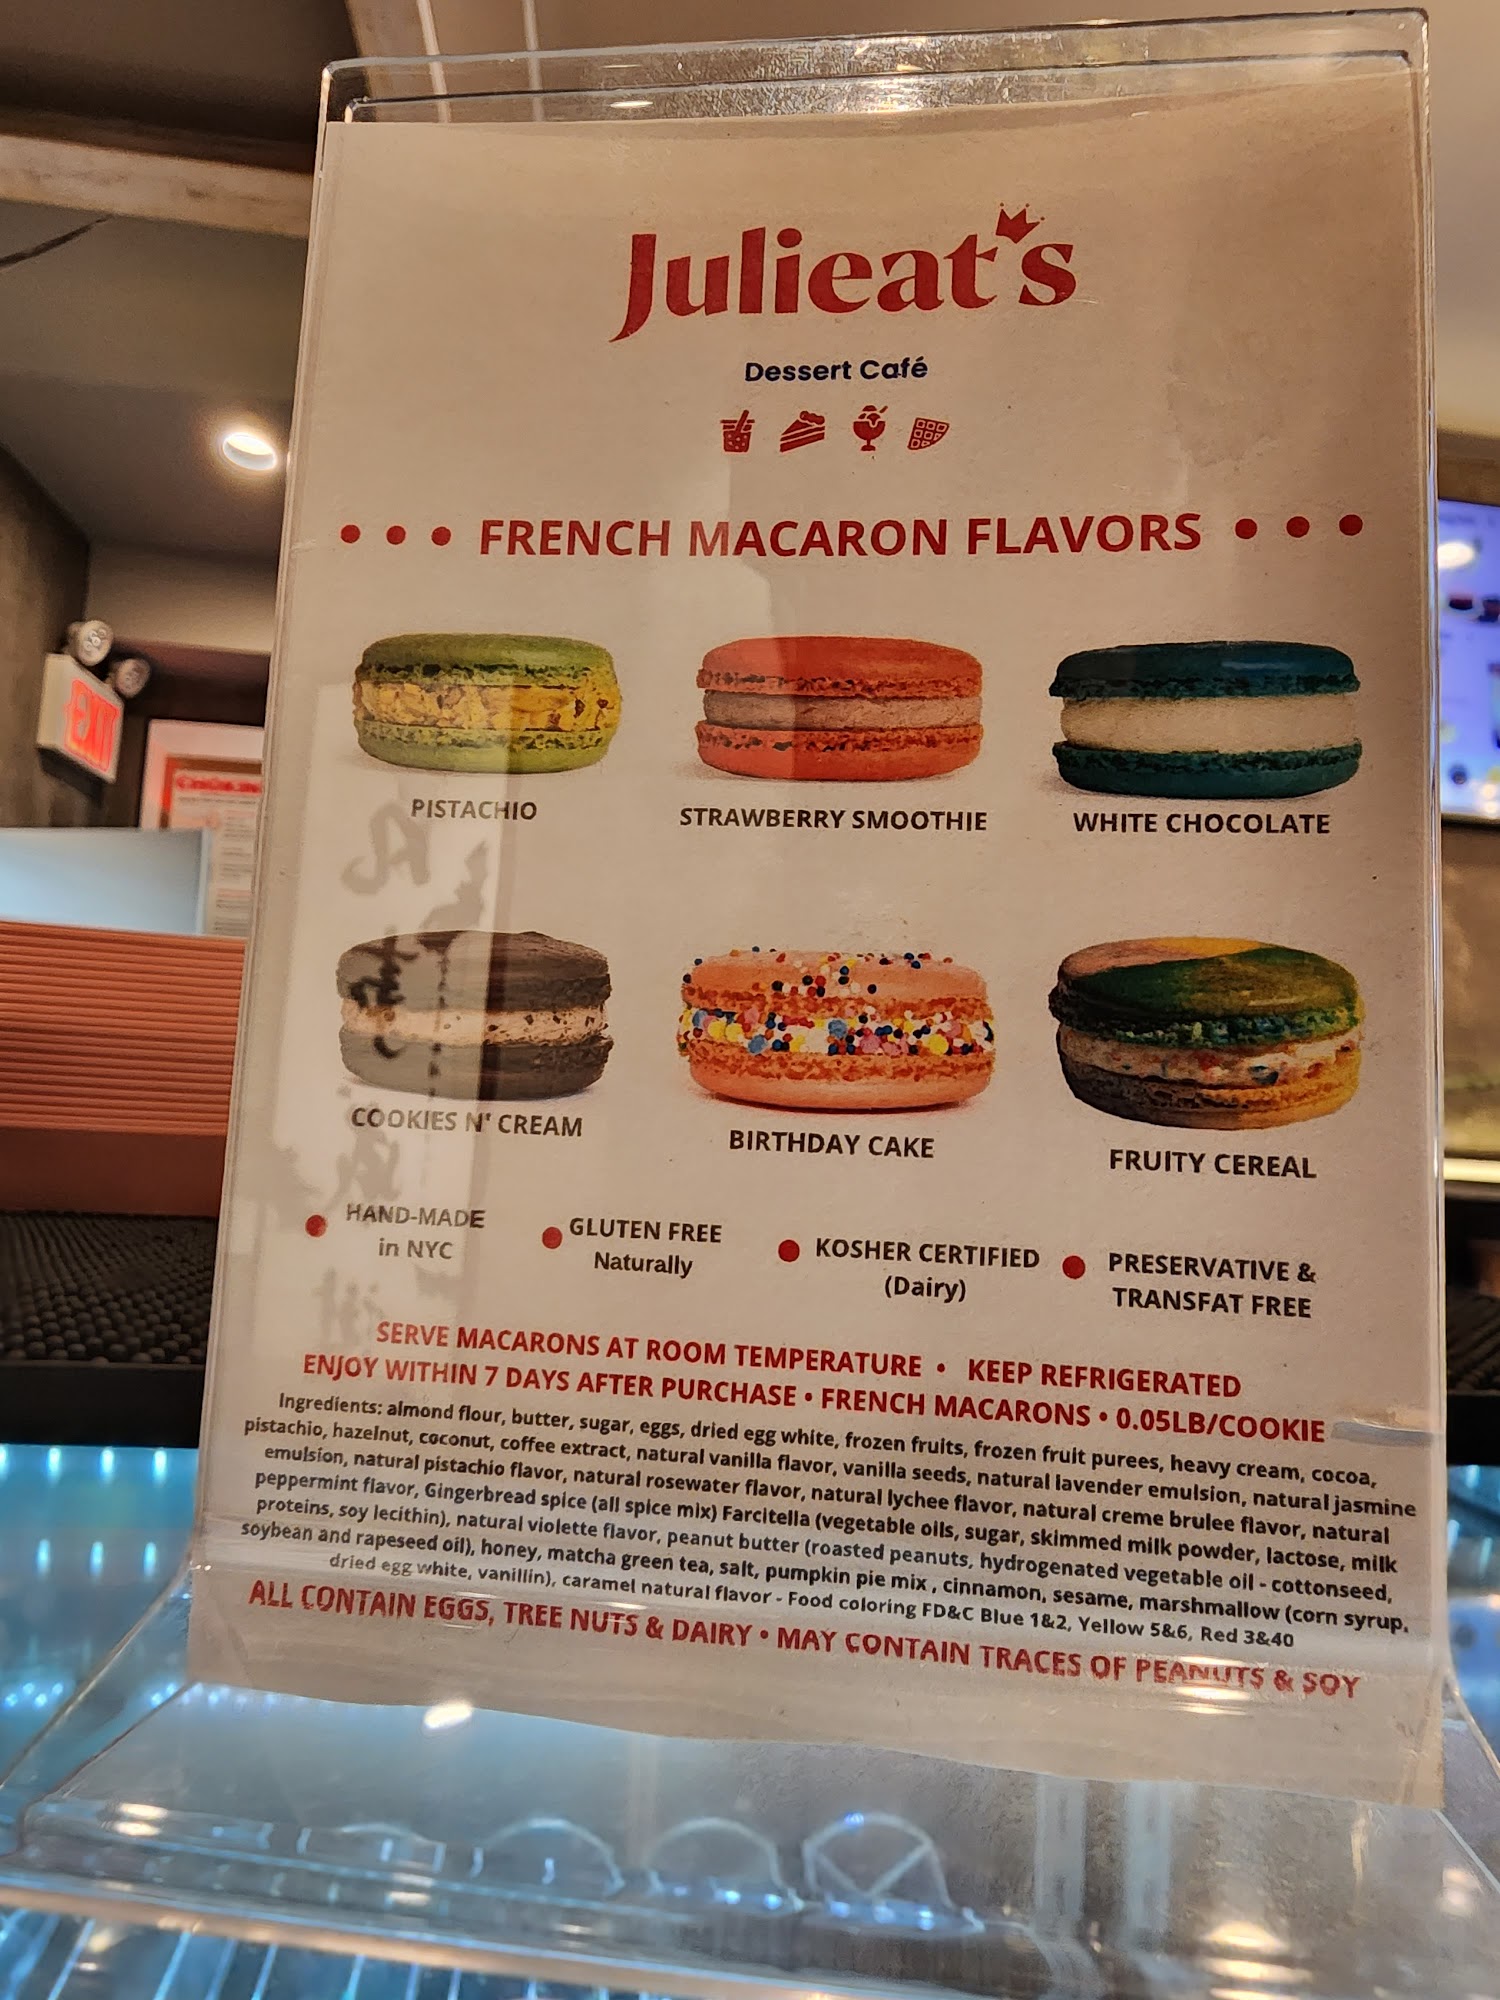 Julieat's
Dessert Café
FRENCH MACARON FLAVORS
PISTACHIO
STRAWBERRY SMOOTHIE
WHITE CHOCOLATE
COOKIES N' CREAM
BIRTHDAY CAKE
FRUITY CEREAL
HAND-MADE
in NYC
GLUTEN FREE
Naturally
KOSHER CERTIFIED
(Dairy)
PRESERVATIVE &
TRANSFAT FREE
SERVE MACARONS AT ROOM TEMPERATURE • KEEP REFRIGERATED
ENJOY WITHIN 7 DAYS AFTER PURCHASE • FRENCH MACARONS • 0.05LB/COOKIE
Ingredients: almond flour, butter, sugar, eggs, dried egg white, frozen fruits, frozen fruit purees, heavy cream, cocoa,
pistachio, hazelnut, coconut, coffee extract, natural vanilla flavor, vanilla seeds, natural lavender emulsion, natural jasmine
emulsion, natural pistachio flavor, natural rosewater flavor, natural lychee flavor, natural creme brulee flavor, natural
peppermint flavor, Gingerbread spice (all spice mix) Farcitella (vegetable oils, sugar, skimmed milk powder, lactose, milk
proteins, soy lecithin), natural violette flavor, peanut butter (roasted peanuts, hydrogenated vegetable oil - cottonseed,
soybean and rapeseed oil), honey, matcha green tea, salt, pumpkin pie mix , cinnamon, sesame, marshmallow (corn syrup,
dried egg white, vanillin), caramel natural flavor - Food coloring FD&C Blue 1&2, Yellow 5&6, Red 3&40
ALL CONTAIN EGGS, TREE NUTS & DAIRY • MAY CONTAIN TRACES OF PEANUTS & SOY
EXIT